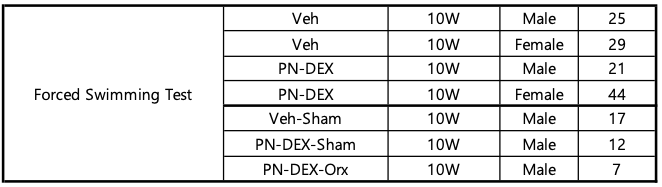 Veh 10W Male 25
Veh 10W Female 29
PN-DEX 10W Male 21
Forced Swimming Test PN-DEX 10W Female 44
Veh-Sham 10W Male 17
PN-DEX-Sham 10W Male 12
PN-DEX-Orx 10W Male 7